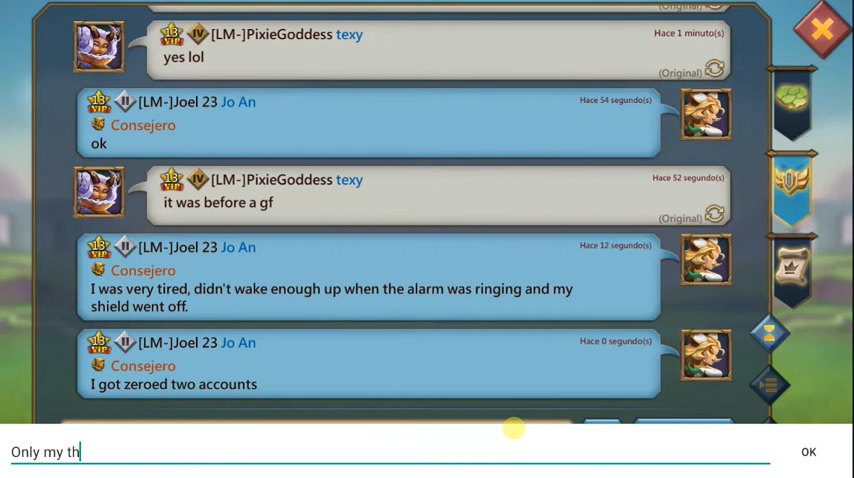 (Original)
13 VIP IV [LM-]PixieGoddess texy
Hace 1 minuto(s)
yes lol
(Original)
13 VIP II [LM-]Joel 23 Jo An
Hace 54 segundo(s)
Consejero
ok
13 VIP IV [LM-]PixieGoddess texy
Hace 52 segundo(s)
it was before a gf
(Original)
13 VIP II [LM-]Joel 23 Jo An
Hace 12 segundo(s)
Consejero
I was very tired, didn't wake enough up when the alarm was ringing and my
shield went off.
13 VIP II [LM-]Joel 23 Jo An
Hace 0 segundo(s)
Consejero
I got zeroed two accounts
Only my th
OK